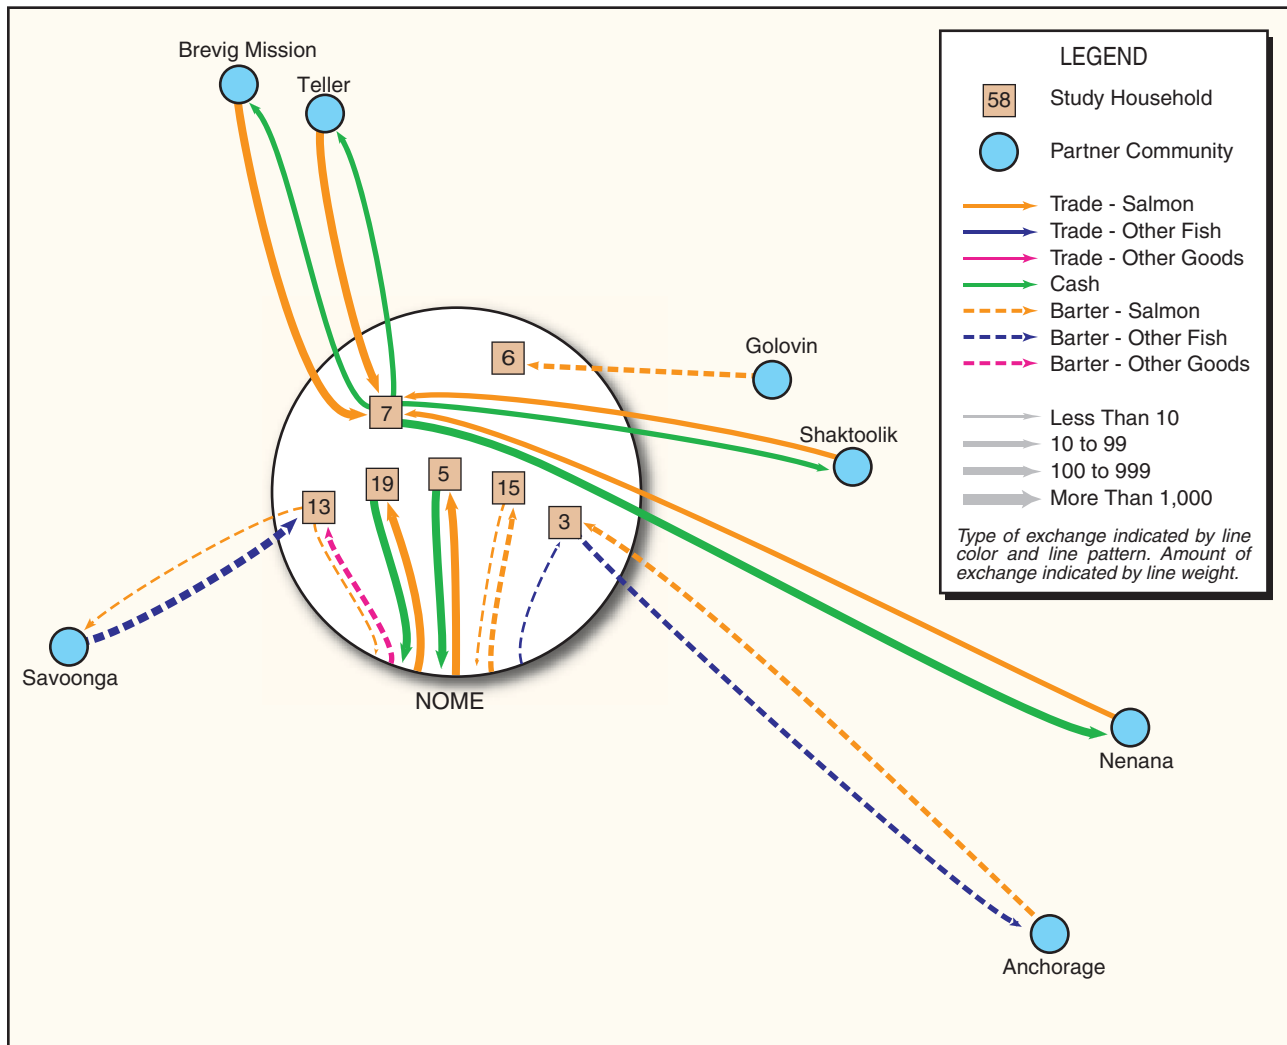 Brevig Mission
Teller
LEGEND
58 Study Household
Partner Community
Trade - Salmon
Trade - Other Fish
Trade - Other Goods
Cash
Barter - Salmon
Barter - Other Fish
Barter - Other Goods
Less Than 10
10 to 99
100 to 999
More Than 1,000
Type of exchange indicated by line
color and line pattern. Amount of
exchange indicated by line weight.
6
Golovin
7
Shaktoolik
19
5
15
13
3
Savoonga
NOME
Nenana
Anchorage